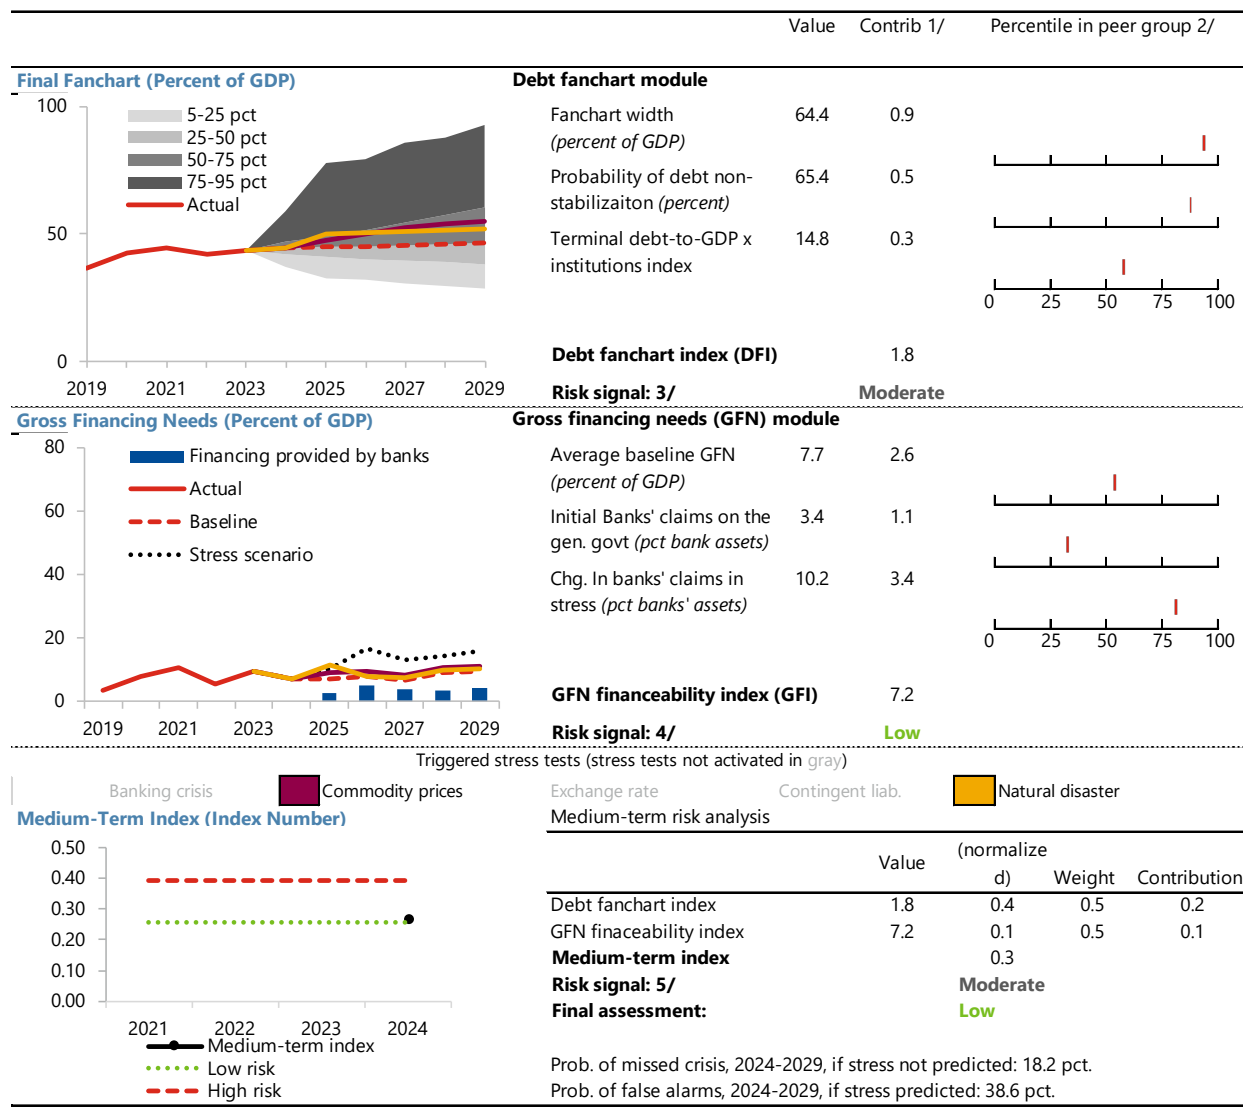 Value Contrib 1/ Percentile in peer group 2/
Final Fanchart (Percent of GDP)
100
50
0
5-25 pct
25-50 pct
50-75 pct
75-95 pct
Actual
2019 2021 2023 2025 2027 2029
Debt fanchart module
Fanchart width 64.4 0.9
(percent of GDP)
Probability of debt non- 65.4 0.5
stabilizaiton (percent)
Terminal debt-to-GDP x 14.8 0.3
institutions index
0 25 50 75 100
Debt fanchart index (DFI) 1.8
Risk signal: 3/ Moderate
Gross Financing Needs (Percent of GDP)
80
60
40
20
0
Financing provided by banks
Actual
Baseline
Stress scenario
2019 2021 2023 2025 2027 2029
Gross financing needs (GFN) module
Average baseline GFN 7.7 2.6
(percent of GDP)
Initial Banks' claims on the 3.4 1.1
gen. govt (pct bank assets)
Chg. In banks' claims in 10.2 3.4
stress (pct banks' assets)
0 25 50 75 100
GFN financeability index (GFI) 7.2
Risk signal: 4/ Low
Triggered stress tests (stress tests not activated in gray)
Banking crisis Commodity prices Exchange rate Contingent liab. Natural disaster
Medium-Term Index (Index Number)
0.50
0.40
0.30
0.20
0.10
0.00
2021 2022 2023 2024
Medium-term index
Low risk
High risk
Medium-term risk analysis
Value (normalize
d) Weight Contribution
Debt fanchart index 1.8 0.4 0.5 0.2
GFN finaceability index 7.2 0.1 0.5 0.1
Medium-term index 0.3
Risk signal: 5/ Moderate
Final assessment: Low
Prob. of missed crisis, 2024-2029, if stress not predicted: 18.2 pct.
Prob. of false alarms, 2024-2029, if stress predicted: 38.6 pct.